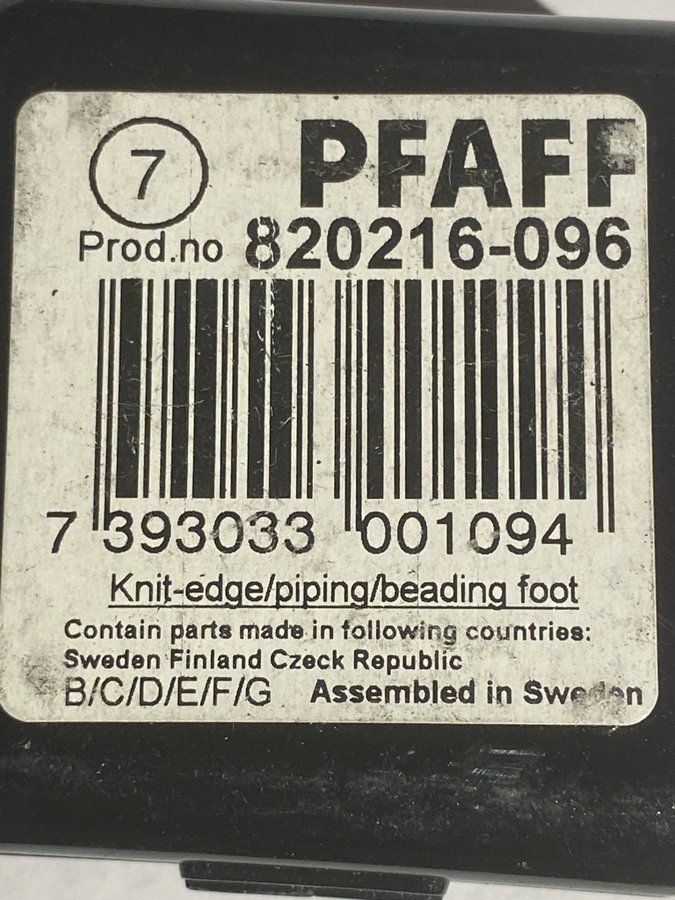 7
PFAFF
Prod.no 820216-096
7 393033 001094
Knit-edge/piping/beading foot
Contain parts made in following countries:
Sweden Finland Czeck Republic
B/C/D/E/F/G Assembled in Sweden